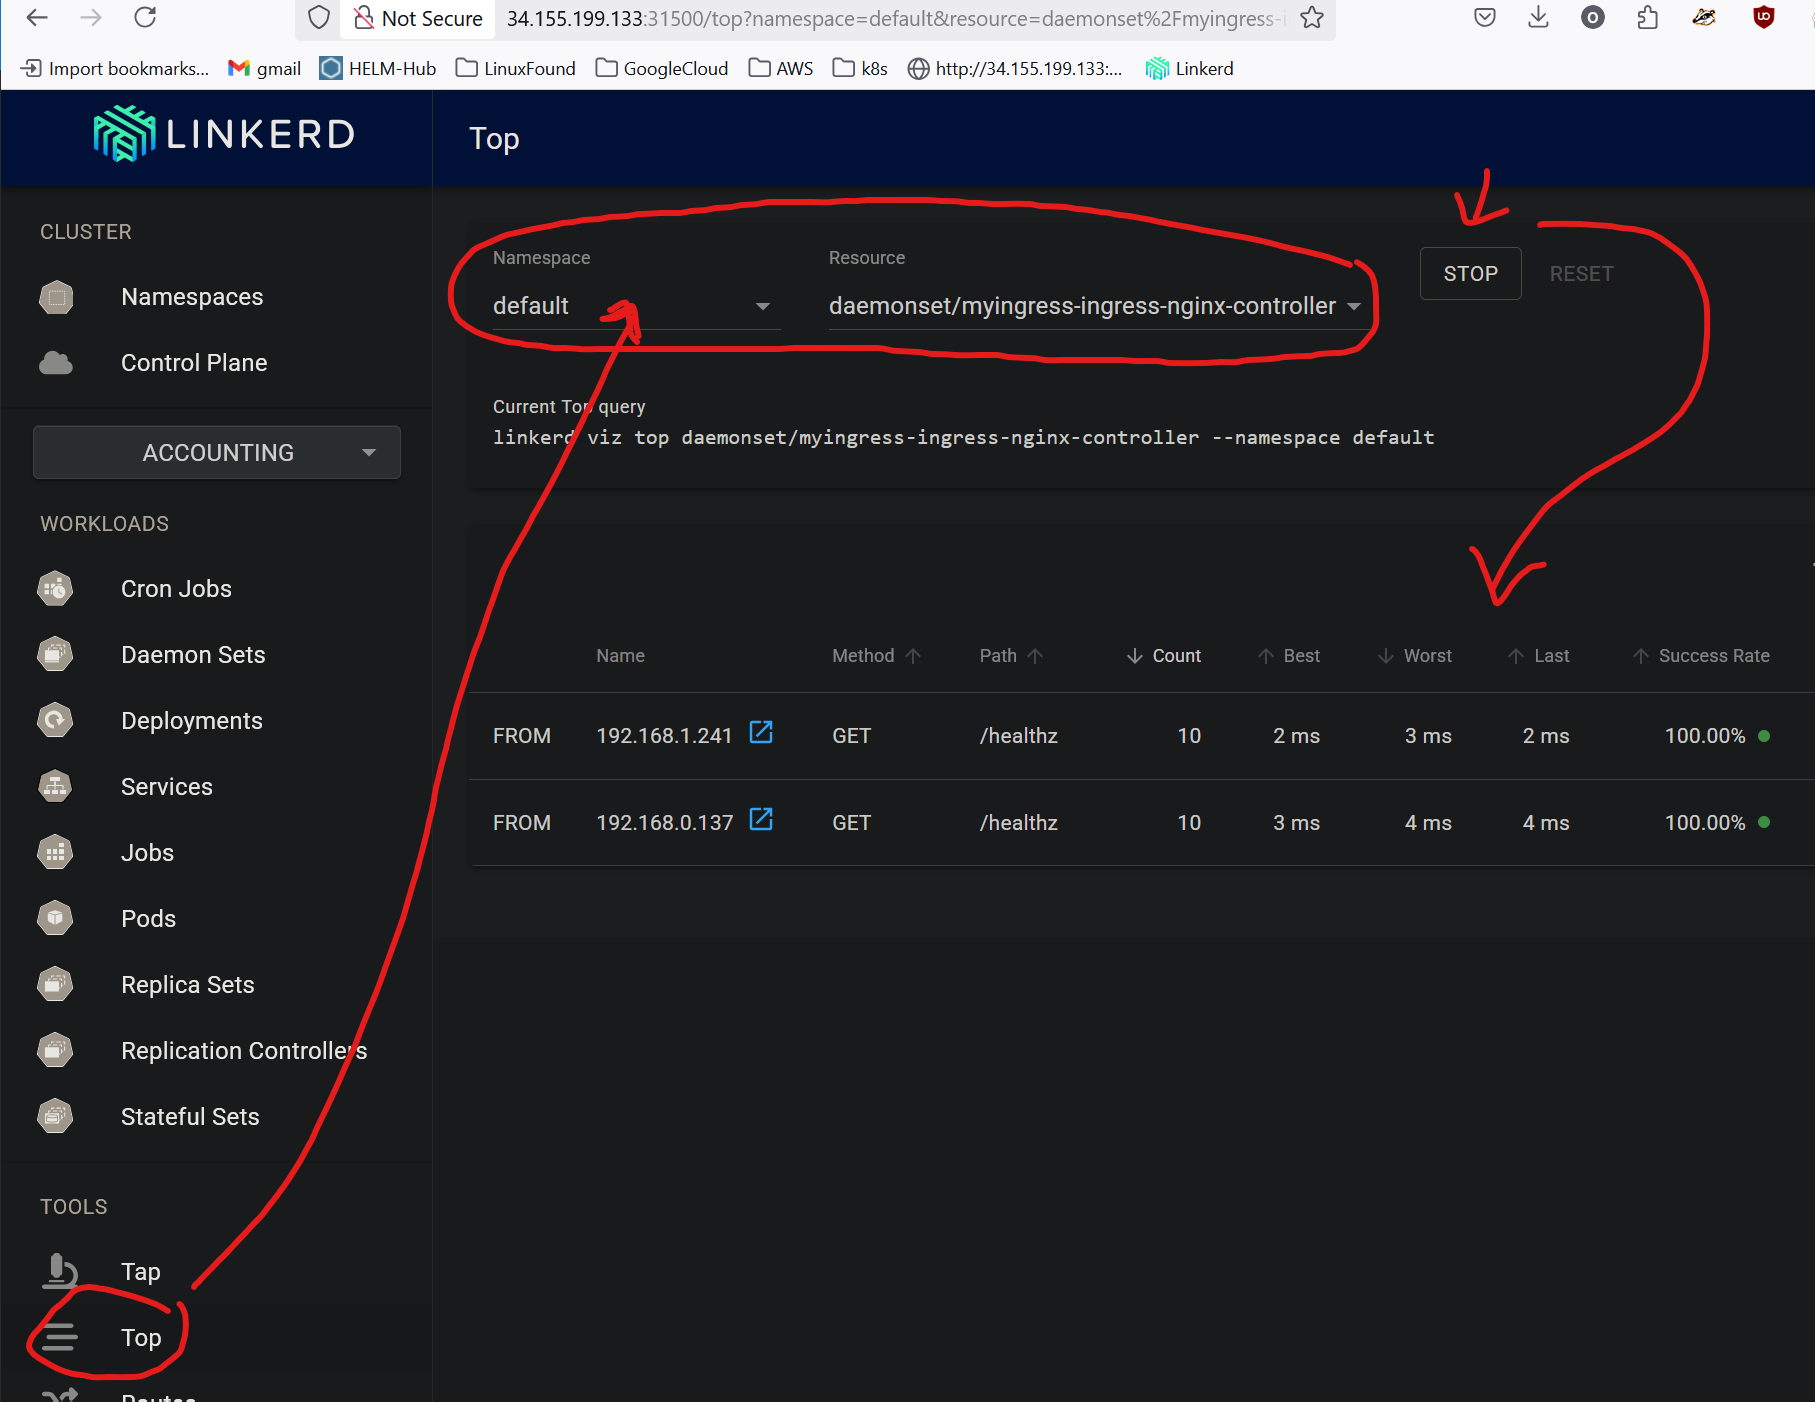 Not Secure 34.155.199.133:31500/top?namespace=default&resource=daemonset%2Fmyingress-i
Import bookmarks... gmail HELM-Hub LinuxFound GoogleCloud AWS k8s http://34.155.199.133:... Linkerd
LINKERD
Top
CLUSTER
Namespaces
Control Plane
ACCOUNTING
WORKLOADS
Cron Jobs
Daemon Sets
Deployments
Services
Jobs
Pods
Replica Sets
Replication Controllers
Stateful Sets
TOOLS
Tap
Top
Routes
Namespace Resource
default daemonset/myingress-ingress-nginx-controller STOP RESET
Current Top query
linkerd viz top daemonset/myingress-ingress-nginx-controller --namespace default
Name Method Path Count Best Worst Last Success Rate
FROM 192.168.1.241 GET /healthz 10 2 ms 3 ms 2 ms 100.00%
FROM 192.168.0.137 GET /healthz 10 3 ms 4 ms 4 ms 100.00%